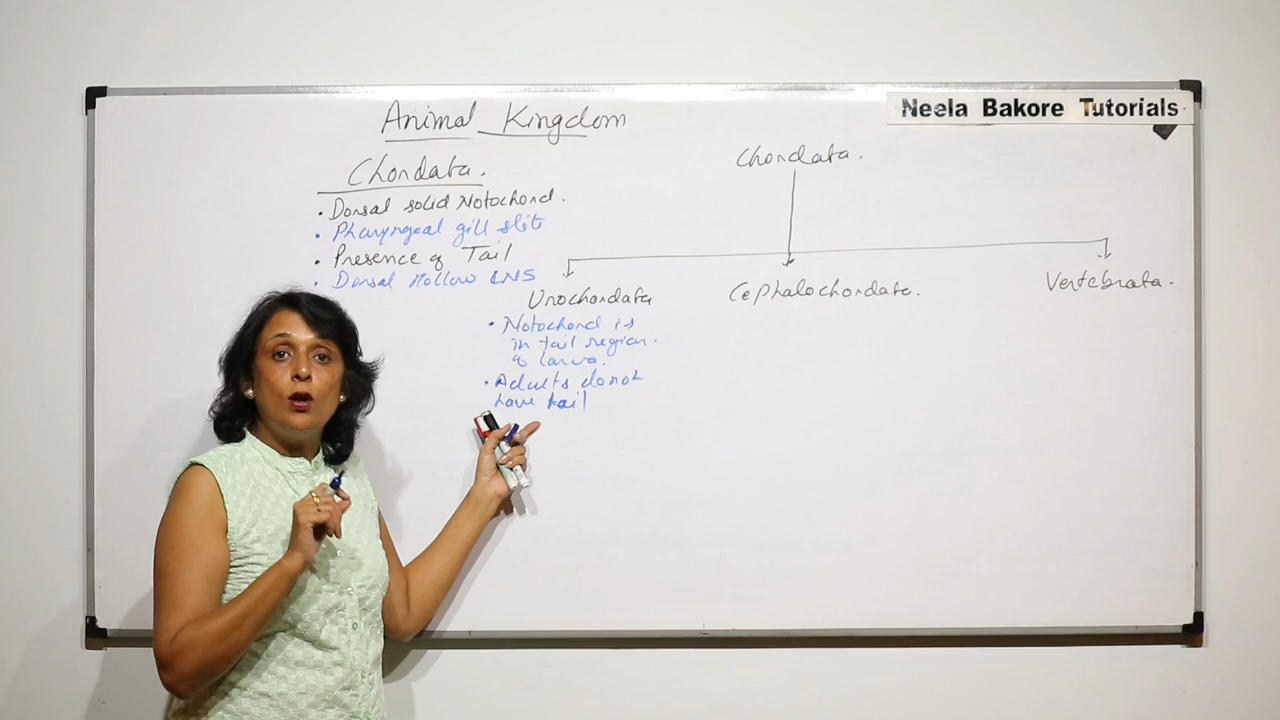 Neela Bakore Tutorials
Animal Kingdom
Chordata.
• Dorsal solid Notochord.
• Pharyngeal gill slits
• Presence of Tail
• Dorsal Hollow CNS
Chordata.
Urochordata
Cephalochordata.
Vertebrata.
• Notochord is
in tail region
of larva.
• Adults do not
have tail